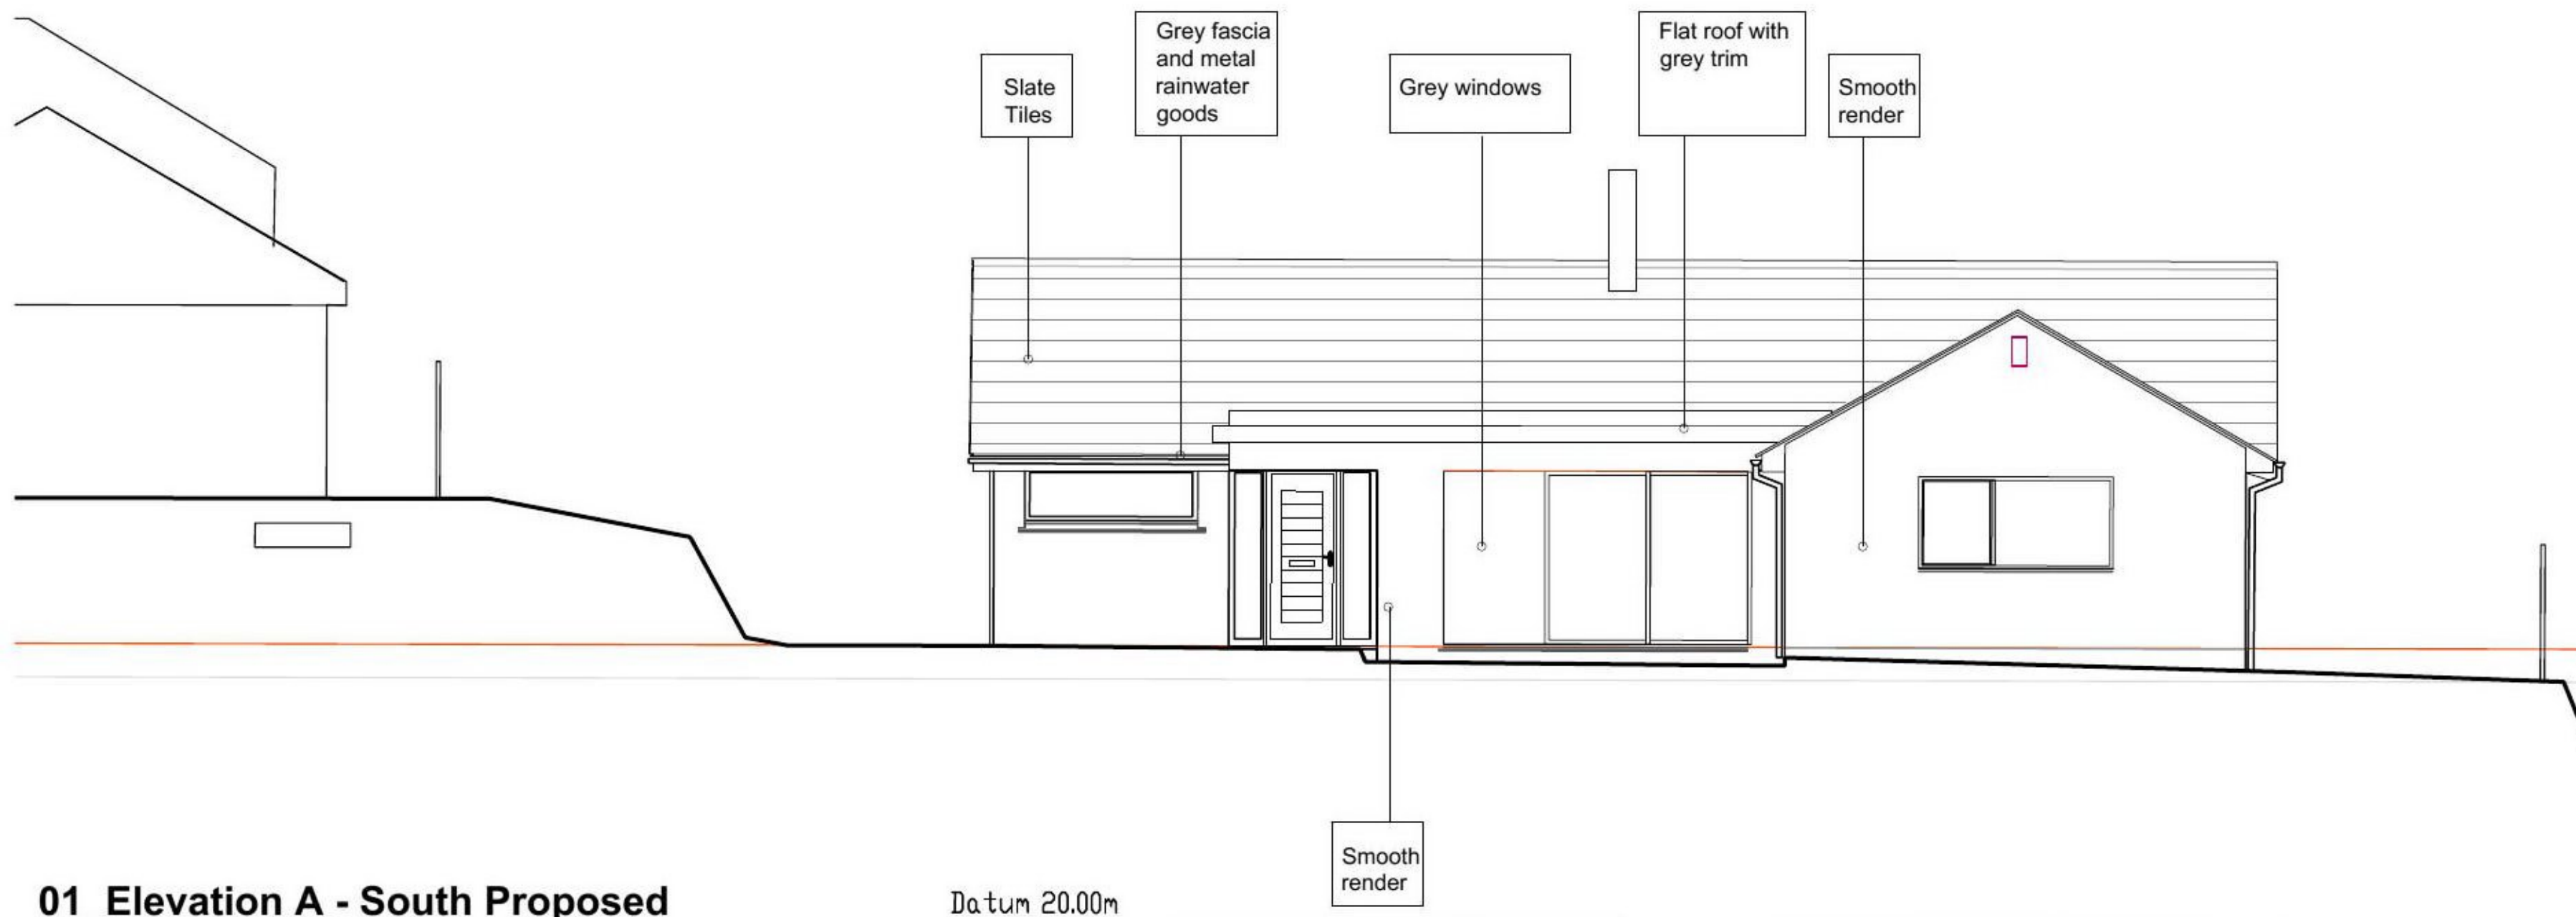 Grey fascia
and metal
rainwater
goods
Flat roof with
grey trim
Slate
Tiles
Grey windows
Smooth
render
Smooth
render
01 Elevation A - South Proposed
Datum 20.00m